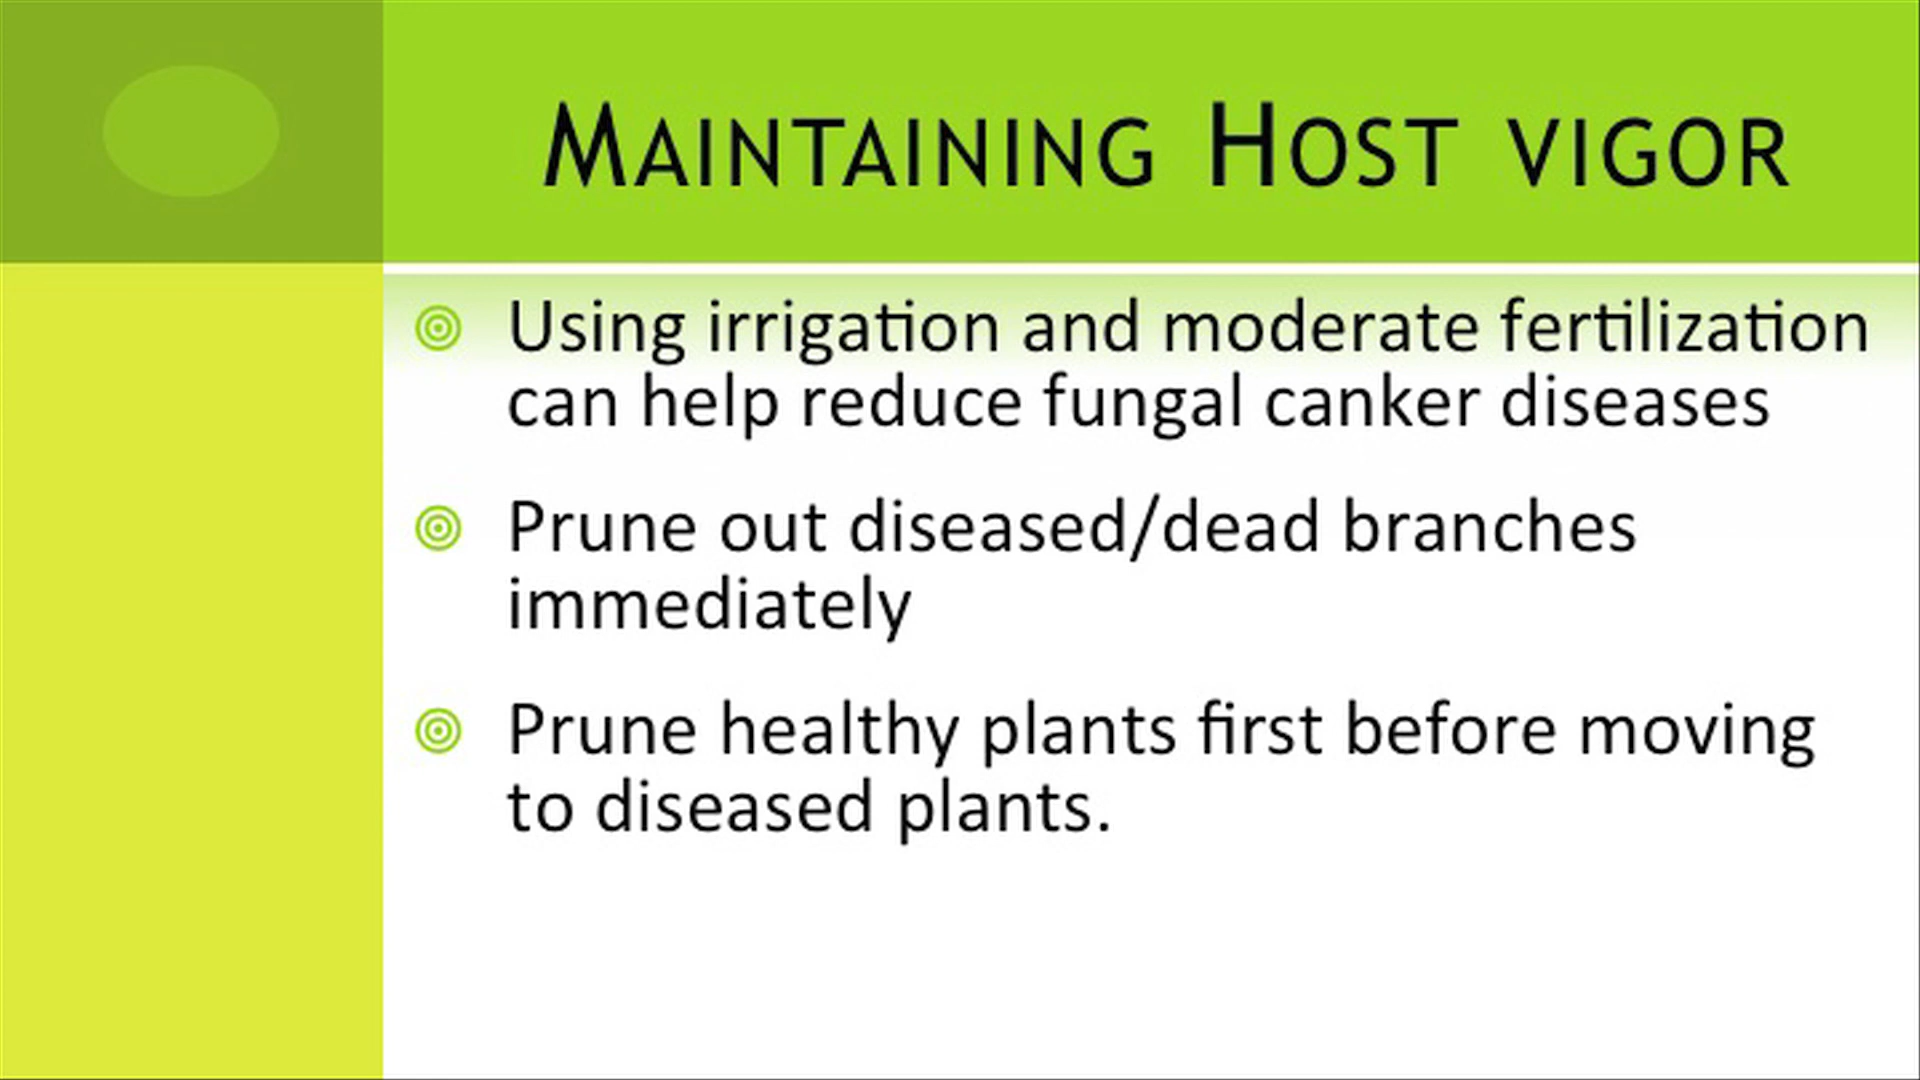 Maintaining Host vigor
Using irrigation and moderate fertilization
can help reduce fungal canker diseases
Prune out diseased/dead branches
immediately
Prune healthy plants first before moving
to diseased plants.